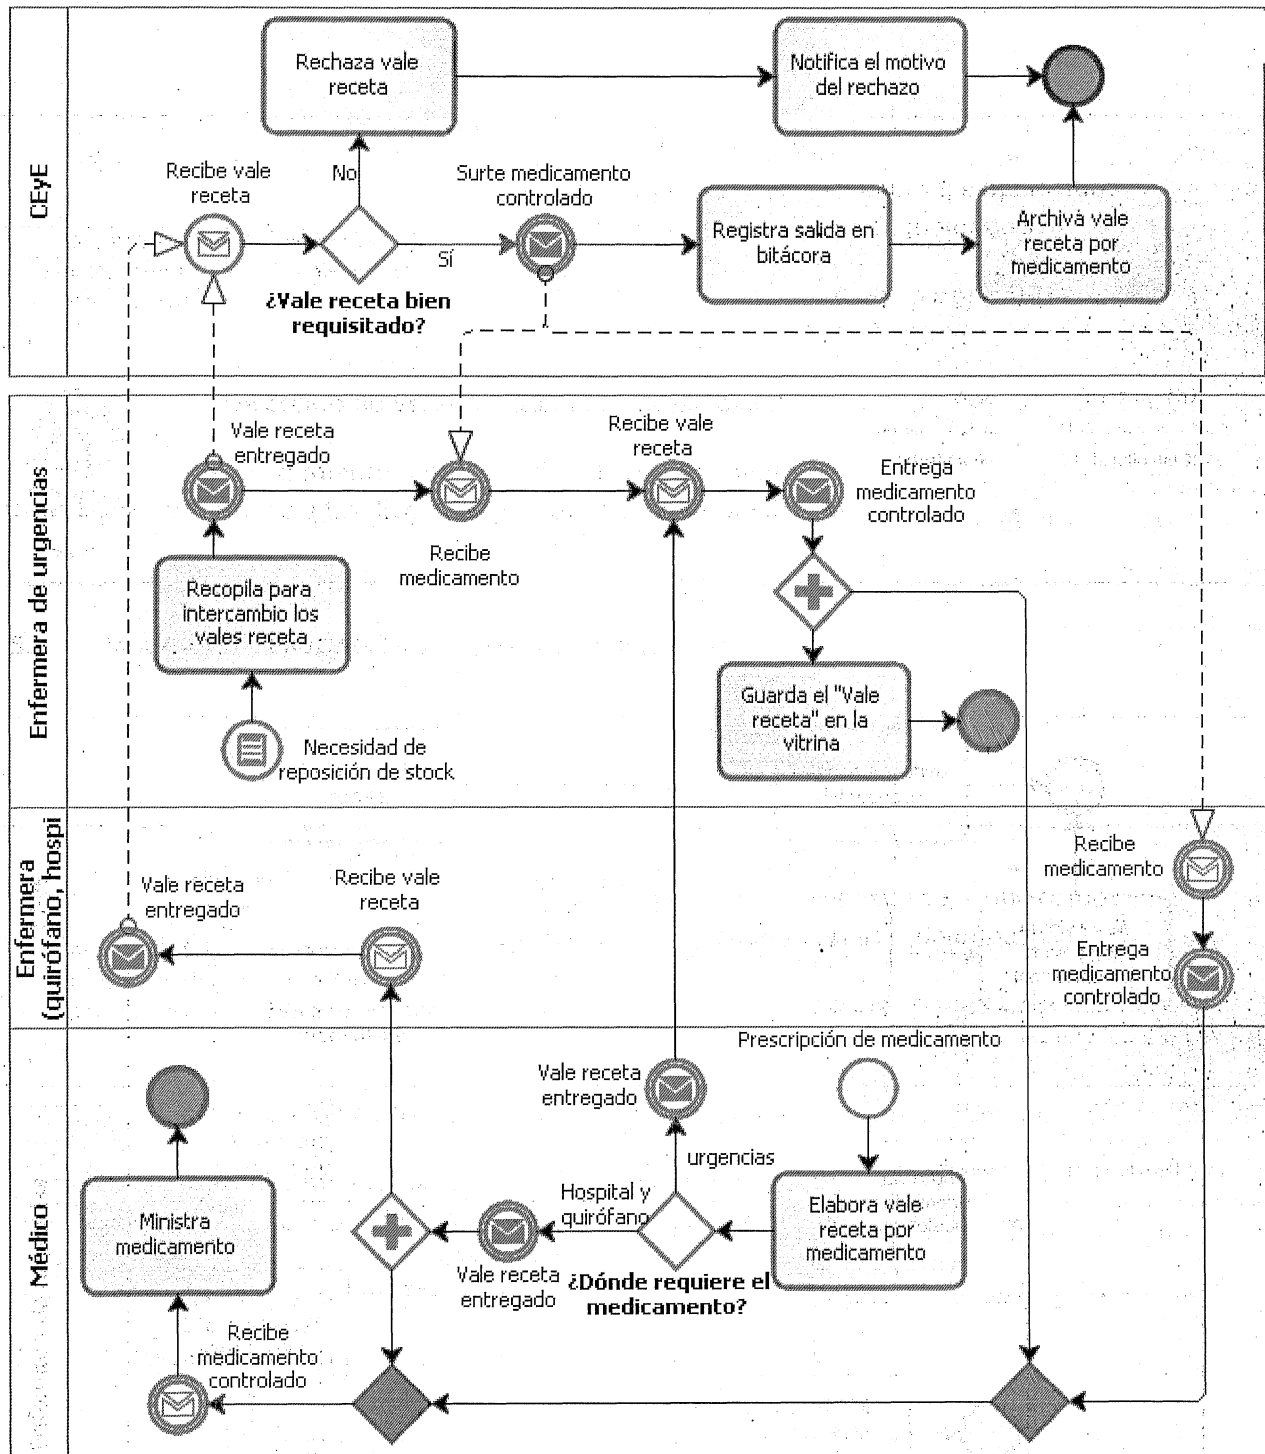 CEyE
Rechaza vale
receta
Notifica el motivo
del rechazo
Recibe vale
receta
No
Surte medicamento
controlado
Sí
¿Vale receta bien
requisitado?
Registra salida en
bitácora
Archiva vale
receta por
medicamento
Enfermera de urgencias
Vale receta
entregado
Recibe
medicamento
Recibe vale
receta
Entrega
medicamento
controlado
Recopila para
intercambio los
vales receta
Necesidad de
reposición de stock
Guarda el "Vale
receta" en la
vitrina
Enfermera
(quirófano, hospi
Vale receta
entregado
Recibe vale
receta
Recibe
medicamento
Entrega
medicamento
controlado
Médico
Prescripción de medicamento
Vale receta
entregado
urgencias
Hospital y
quirófano
Elabora vale
receta por
medicamento
¿Dónde requiere el
medicamento?
Vale receta
entregado
Ministra
medicamento
Recibe
medicamento
controlado